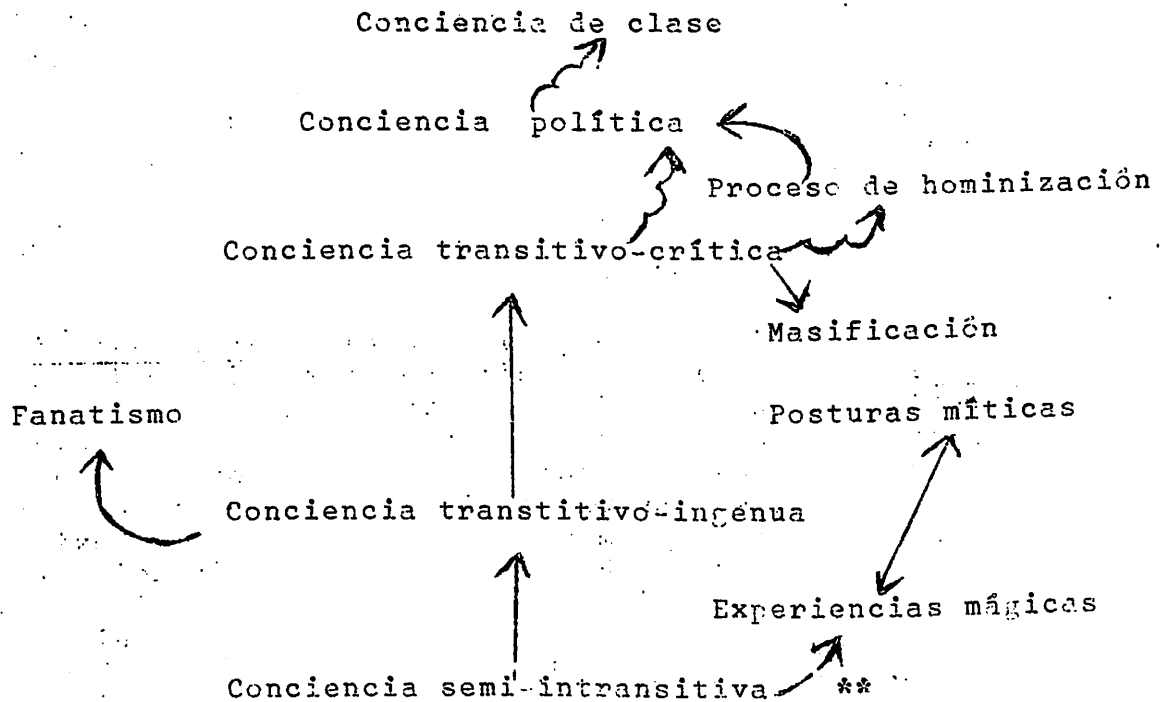 Conciencia de clase
Conciencia política
Proceso de hominización
Conciencia transitivo-crítica
Masificación
Fanatismo
Posturas míticas
Conciencia transtitivo-ingenua
Experiencias mágicas
Conciencia semi-intransitiva **